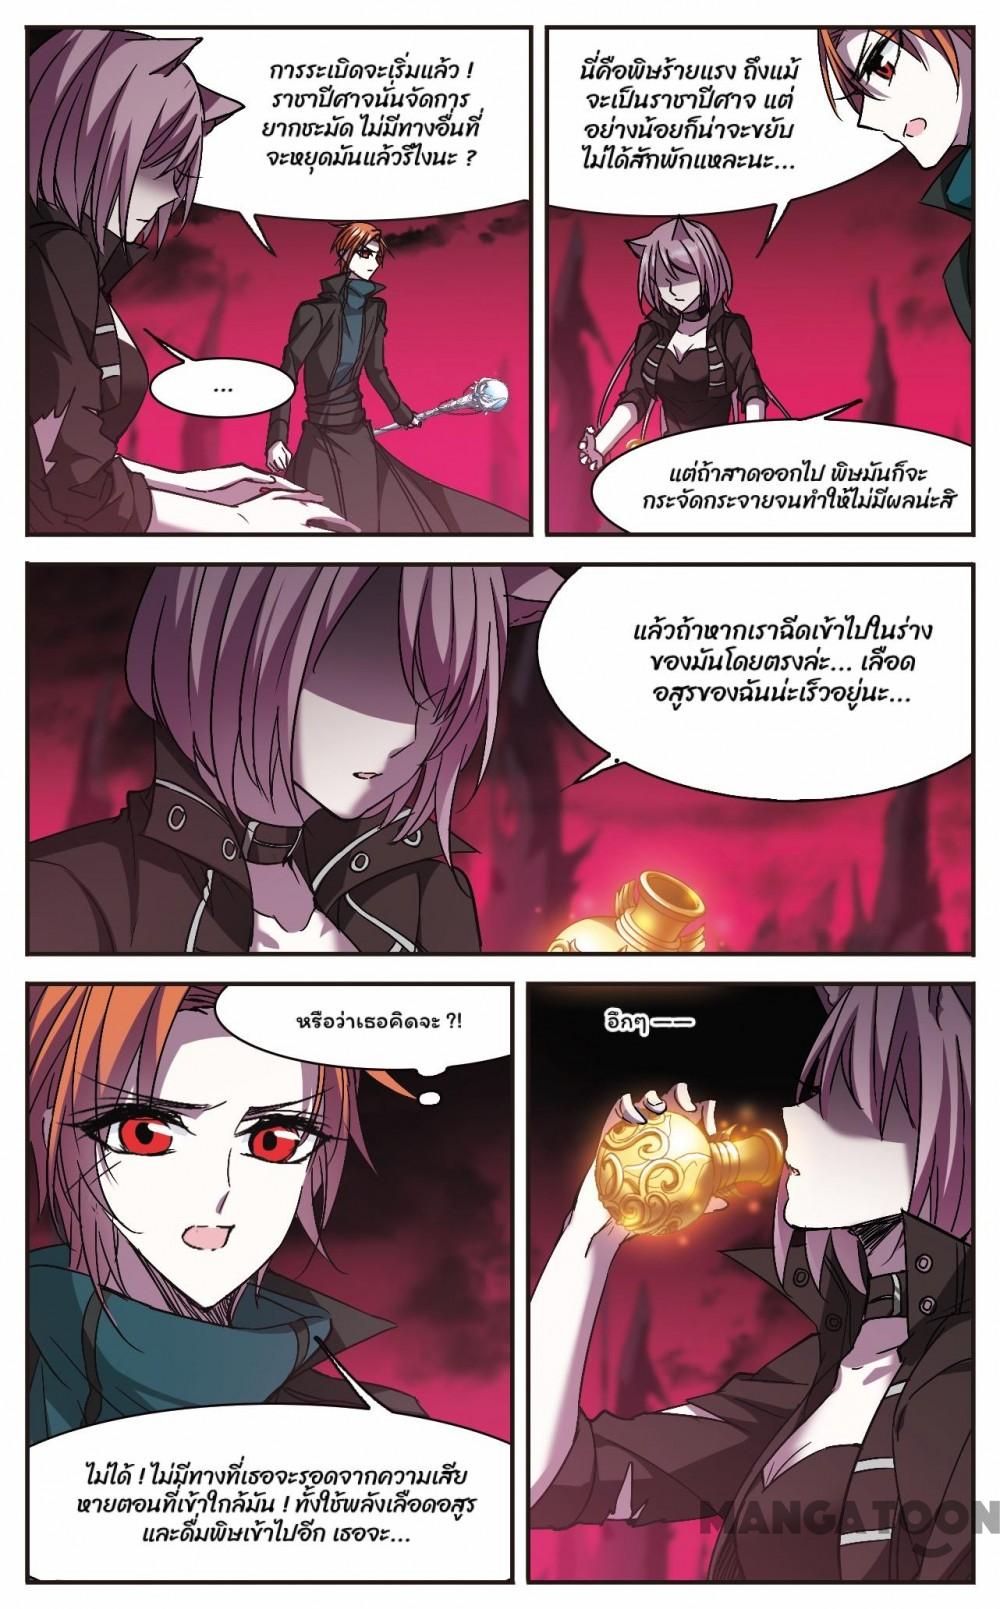 การระเบิดจะเริ่มแล้ว !
ราชาปีศาจนั่นจัดการ
ยากชะมัด ไม่มีทางอื่นที่
จะหยุดมันแล้วรึไงนะ ?
...
นี่คือพิษร้ายแรง ถึงแม้
จะเป็นราชาปีศาจ แต่
อย่างน้อยก็น่าจะขยับ
ไม่ได้สักพักแหละนะ...
แต่ถ้าสาดออกไป พิษมันก็จะ
กระจัดกระจายจนทำให้ไม่มีผลน่ะสิ
แล้วถ้าหากเราฉีดเข้าไปในร่าง
ของมันโดยตรงล่ะ... เลือด
อสูรของฉันน่ะเร็วอยู่นะ...
หรือว่าเธอคิดจะ ?!
อึกๆ ——
ไม่ได้ ! ไม่มีทางที่เธอจะรอดจากความเสีย
หายตอนที่เข้าใกล้มัน ! ทั้งใช้พลังเลือดอสูร
และดื่มพิษเข้าไปอีก เธอจะ...
MANGATOON